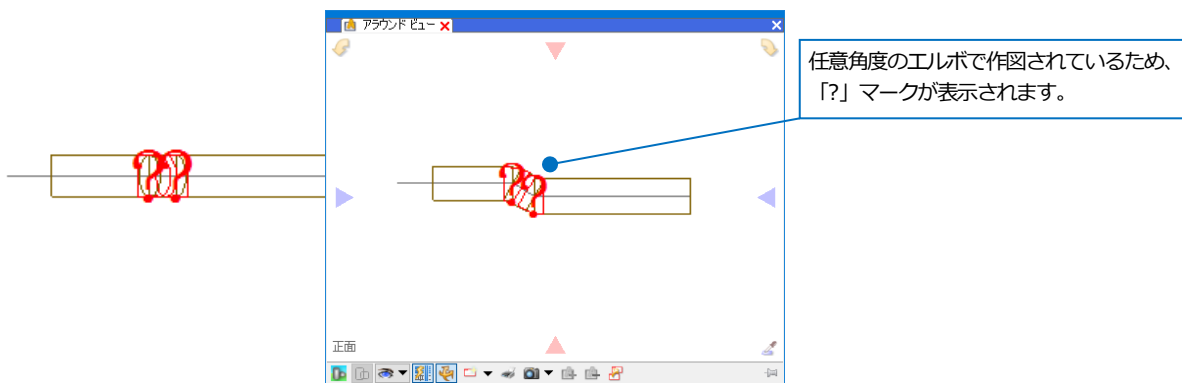 アラウンド ビュー
任意角度のエルボで作図されているため、
「?」マークが表示されます。
??
??
正面